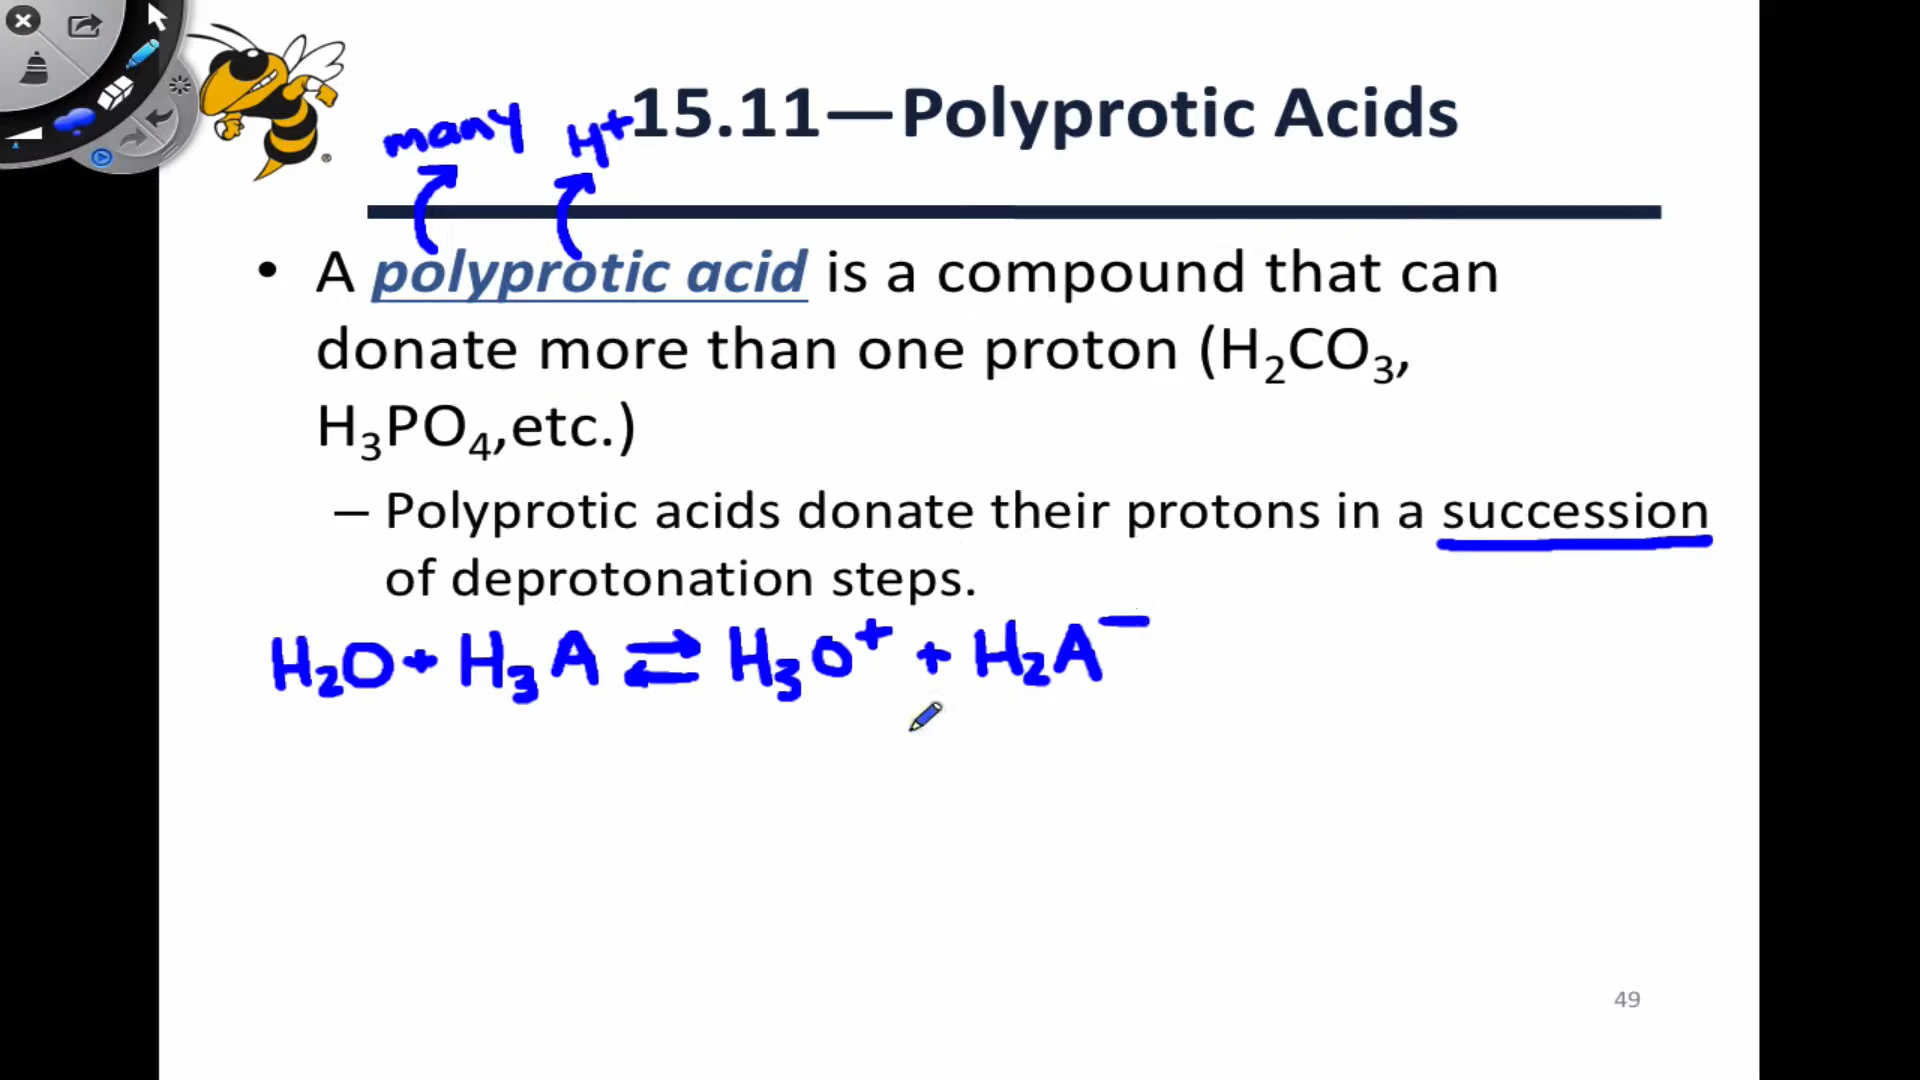 15.11—Polyprotic Acids
many H⁺
• A polyprotic acid is a compound that can
donate more than one proton (H₂CO₃,
H₃PO₄,etc.)
– Polyprotic acids donate their protons in a succession
of deprotonation steps.
H₂O + H₃A ⇌ H₃O⁺ + H₂A⁻
49
®